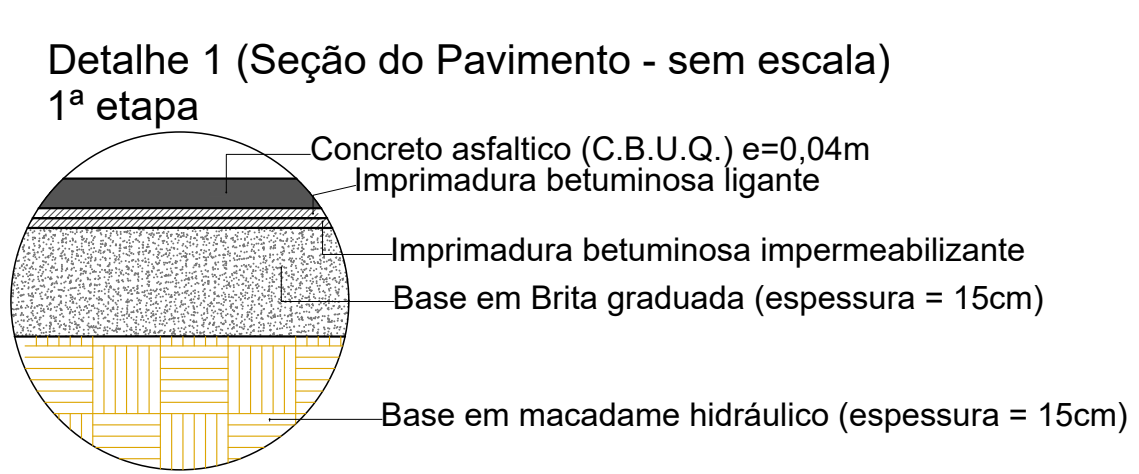 Detalhe 1 (Seção do Pavimento - sem escala)
1ª etapa
Concreto asfaltico (C.B.U.Q.) e=0,04m
Imprimadura betuminosa ligante
Imprimadura betuminosa impermeabilizante
Base em Brita graduada (espessura = 15cm)
Base em macadame hidráulico (espessura = 15cm)